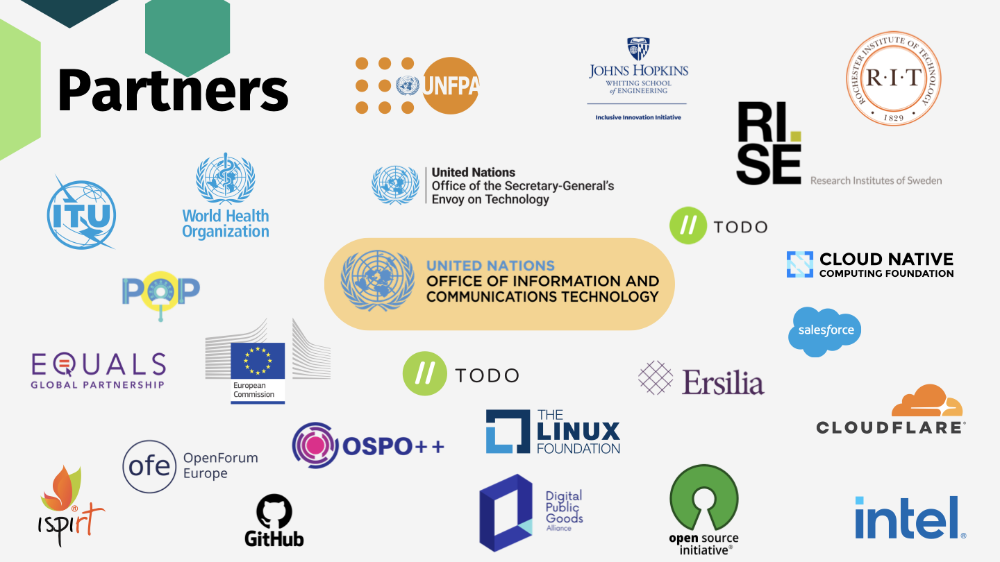 Partners
UNFPA
JOHNS HOPKINS
WHITING SCHOOL
of ENGINEERING
Inclusive Innovation Initiative
ROCHESTER INSTITUTE OF TECHNOLOGY
R·I·T
• 1829 •
RI.
SE
Research Institutes of Sweden
ITU
World Health
Organization
United Nations
Office of the Secretary-General's
Envoy on Technology
TODO
UNITED NATIONS
OFFICE OF INFORMATION AND
COMMUNICATIONS TECHNOLOGY
CLOUD NATIVE
COMPUTING FOUNDATION
POP
salesforce
EQUALS
GLOBAL PARTNERSHIP
European
Commission
TODO
Ersilia
CLOUDFLARE®
THE
LINUX
FOUNDATION
OSPO++
ofe
OpenForum
Europe
ispirt®
GitHub
Digital
Public
Goods
Alliance
open source
initiative®
intel®